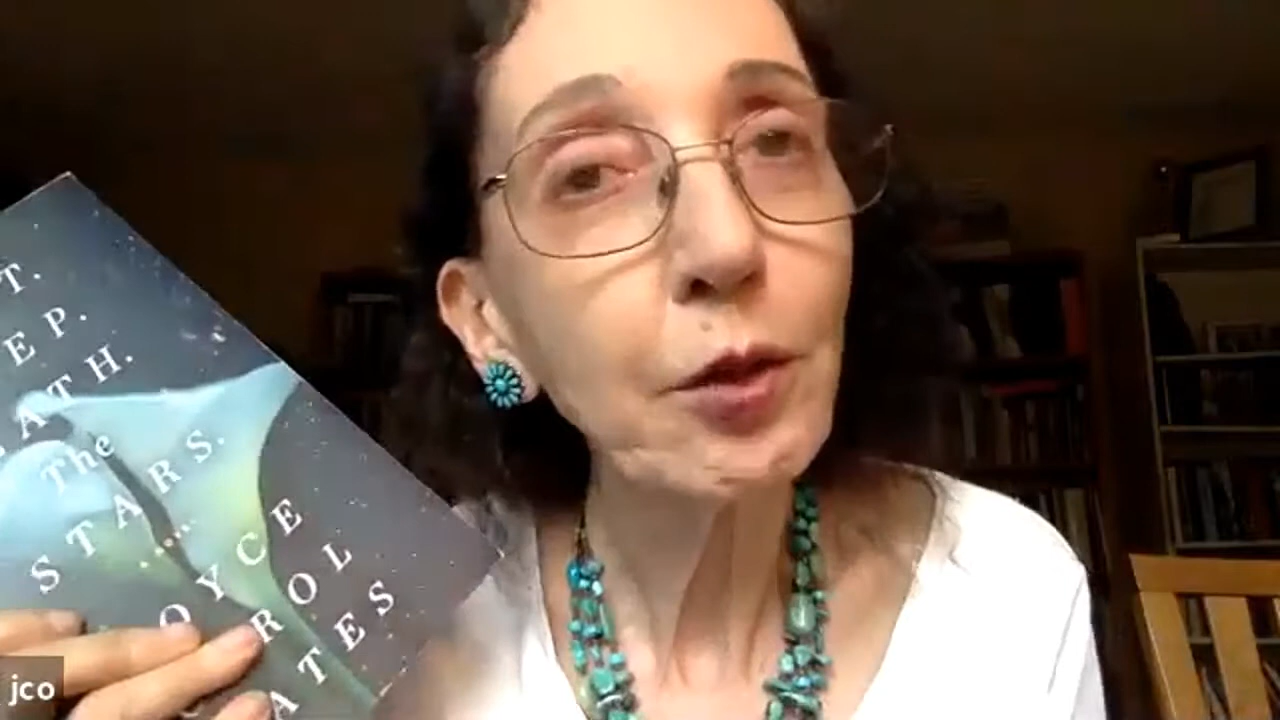 T.
EP.
ATH.
The
STARS.
OYCE
ROL
ATES
jco